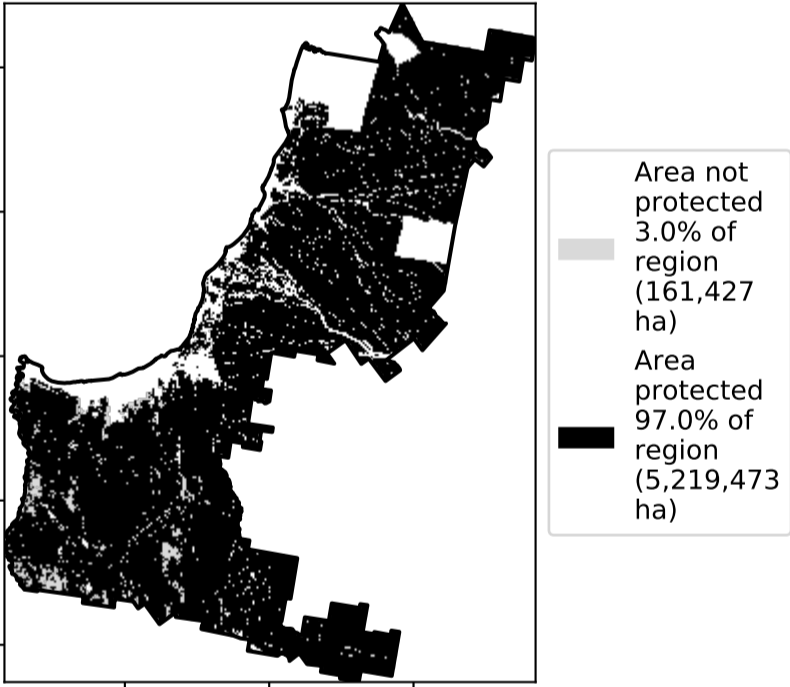 Area not
protected
3.0% of
region
(161,427
ha)
Area
protected
97.0% of
region
(5,219,473
ha)